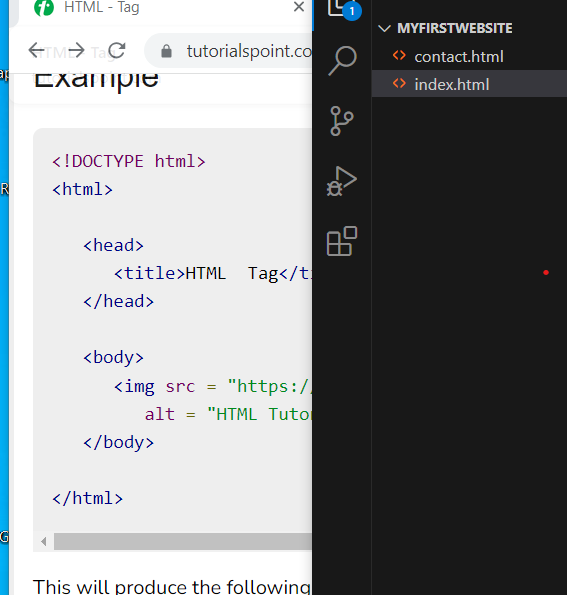 HTML - Tag
tutorialspoint.co
Example
<!DOCTYPE html>
<html>
<head>
<title>HTML  Tag</ti
</head>
<body>
<img src = "https://
alt = "HTML Tutor
</body>
</html>
This will produce the following
1
MYFIRSTWEBSITE
contact.html
index.html